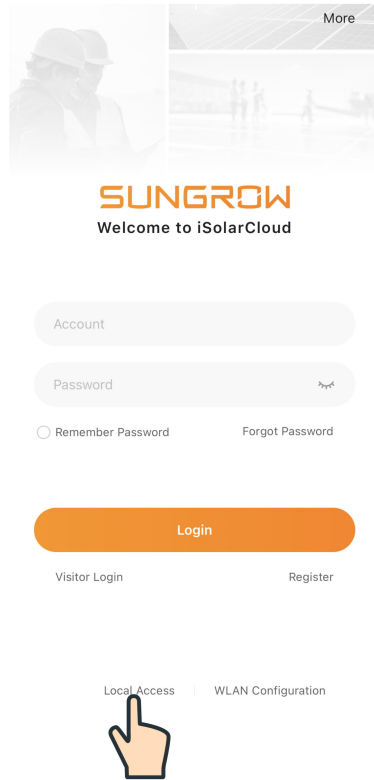 More
SUNGROW
Welcome to iSolarCloud
Account
Password
Remember Password Forgot Password
Login
Visitor Login Register
Local Access WLAN Configuration